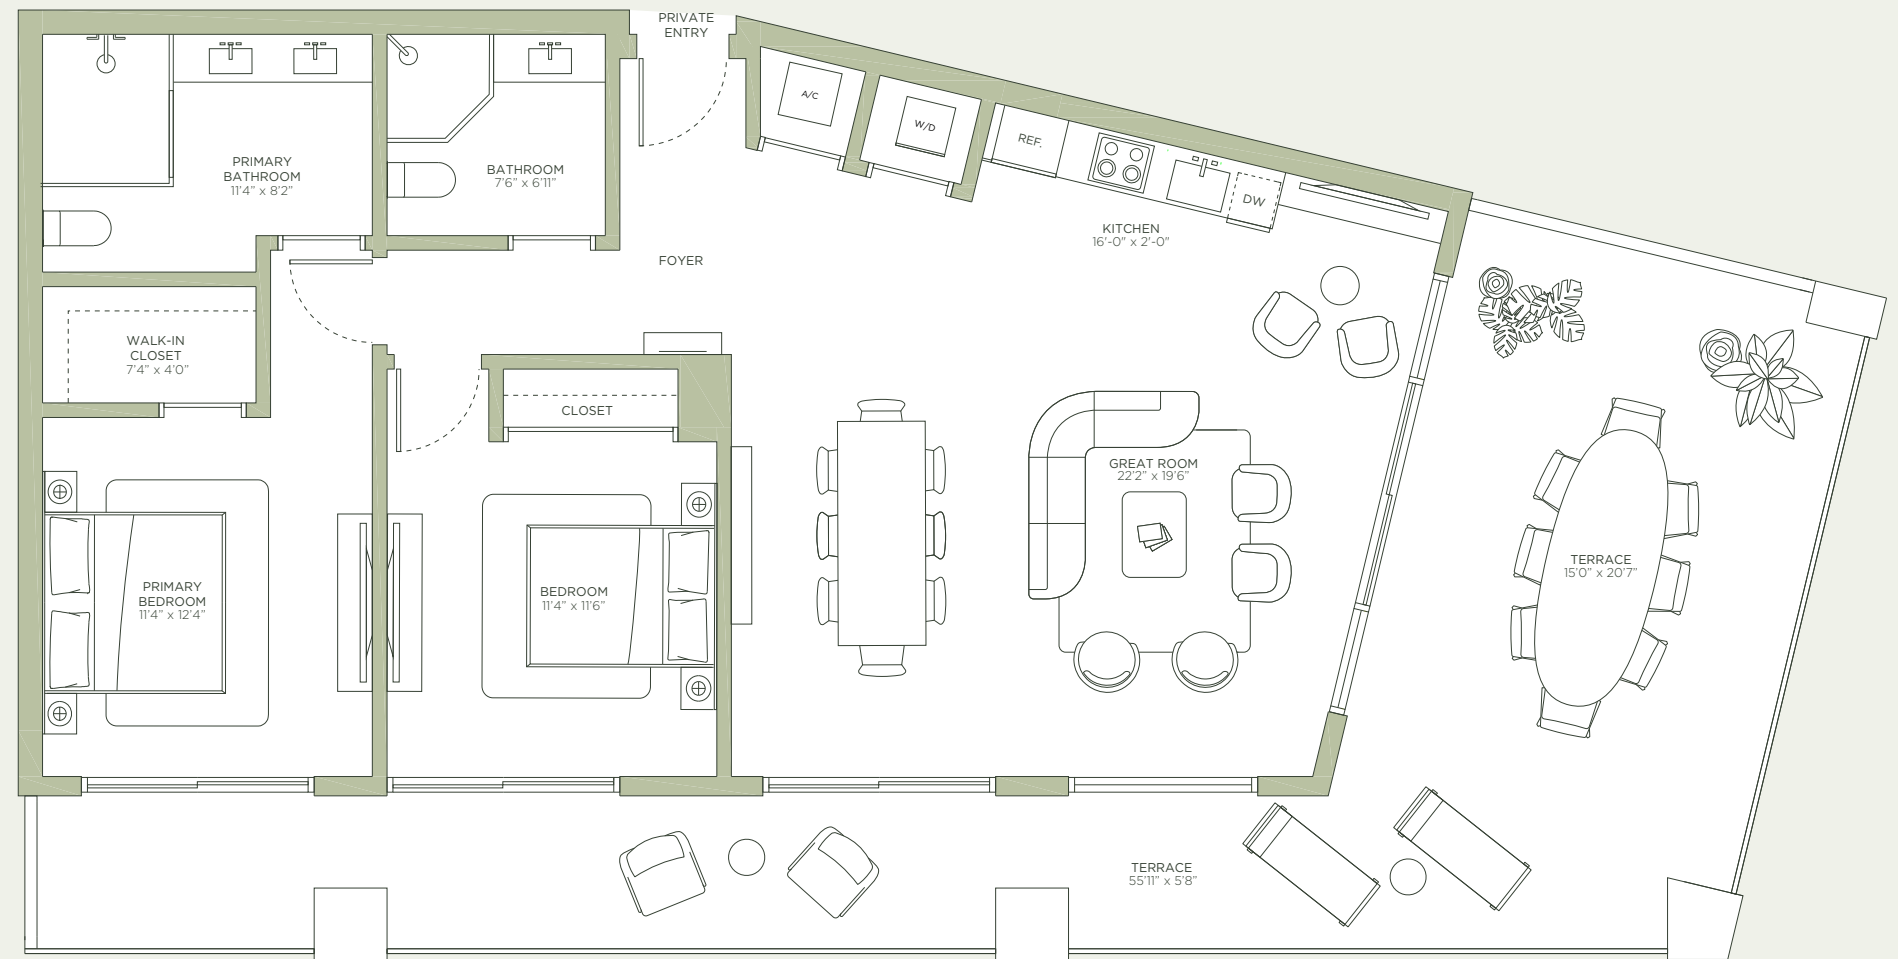 PRIVATE
ENTRY
A/C
W/D
REF.
DW
PRIMARY
BATHROOM
11'4" x 8'2"
BATHROOM
7'6" x 6'11"
KITCHEN
16'-0" x 2'-0"
FOYER
WALK-IN
CLOSET
7'4" x 4'0"
CLOSET
GREAT ROOM
22'2" x 19'6"
PRIMARY
BEDROOM
11'4" x 12'4"
BEDROOM
11'4" x 11'6"
TERRACE
15'0" x 20'7"
TERRACE
55'11" x 5'8"